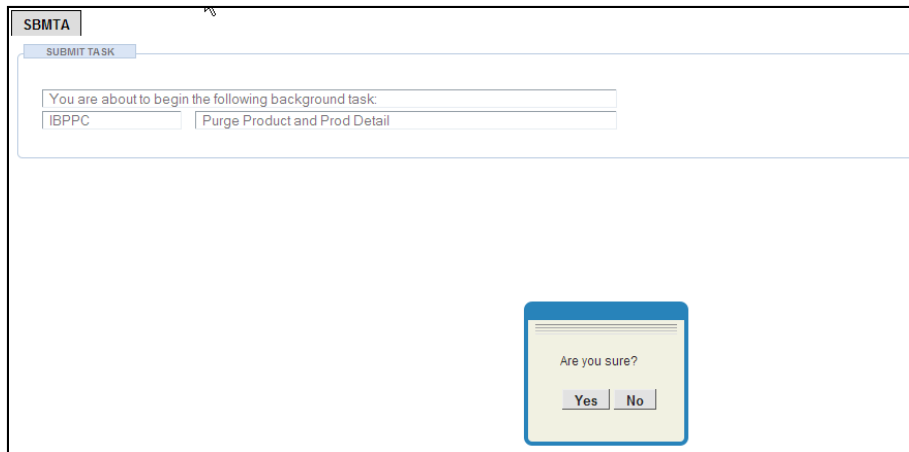 SBMTA
SUBMIT TASK
You are about to begin the following background task:
IBPPC Purge Product and Prod Detail
Are you sure?
Yes No